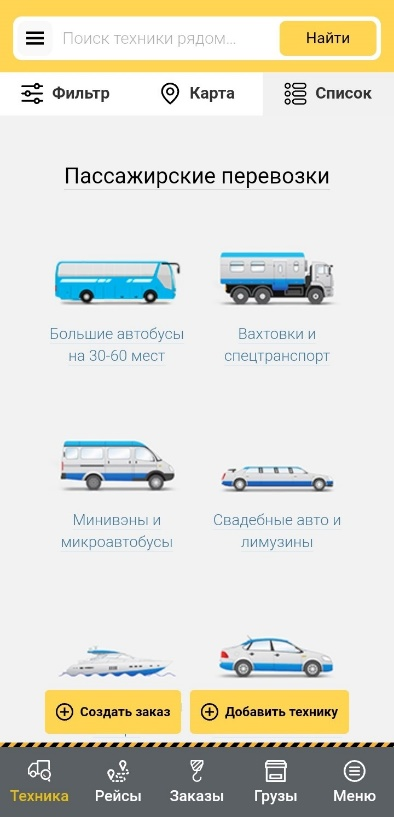 Поиск техники рядом...
Найти
Фильтр
Карта
Список
Пассажирские перевозки
Большие автобусы
на 30-60 мест
Вахтовки и
спецтранспорт
Минивэны и
микроавтобусы
Свадебные авто и
лимузины
Создать заказ
Добавить технику
Техника
Рейсы
Заказы
Грузы
Меню